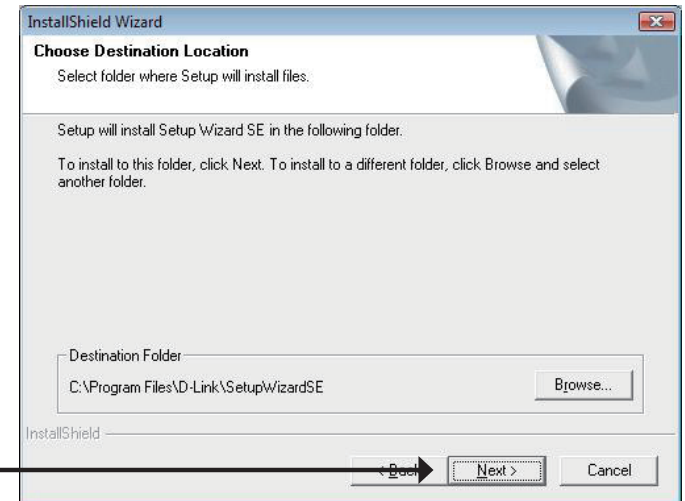 InstallShield Wizard
Choose Destination Location
Select folder where Setup will install files.
Setup will install Setup Wizard SE in the following folder.
To install to this folder, click Next. To install to a different folder, click Browse and select
another folder.
Destination Folder
C:\Program Files\D-Link\SetupWizardSE
Browse...
InstallShield
< Back Next > Cancel